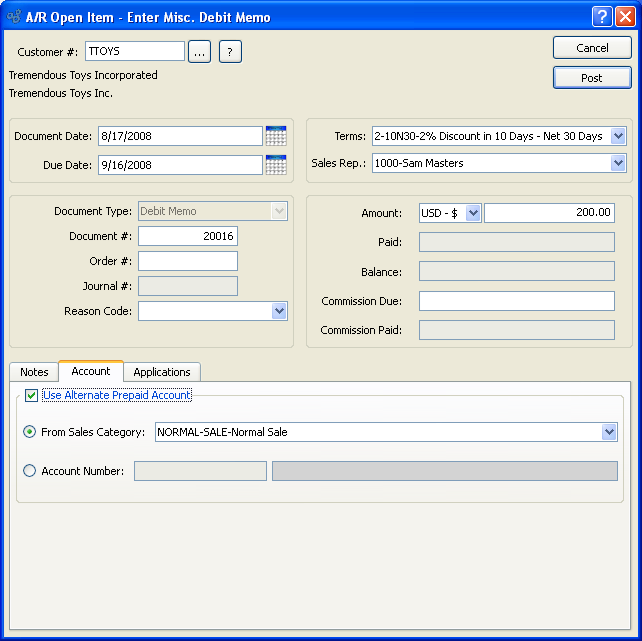 A/R Open Item - Enter Misc. Debit Memo
Customer #: TTOYS ... ? Cancel
Tremendous Toys Incorporated Post
Tremendous Toys Inc.
Document Date: 8/17/2008
Due Date: 9/16/2008
Terms: 2-10N30-2% Discount in 10 Days - Net 30 Days
Sales Rep.: 1000-Sam Masters
Document Type: Debit Memo
Document #: 20016
Order #:
Journal #:
Reason Code:
Amount: USD - $ 200.00
Paid:
Balance:
Commission Due:
Commission Paid:
Notes Account Applications
Use Alternate Prepaid Account
From Sales Category: NORMAL-SALE-Normal Sale
Account Number: